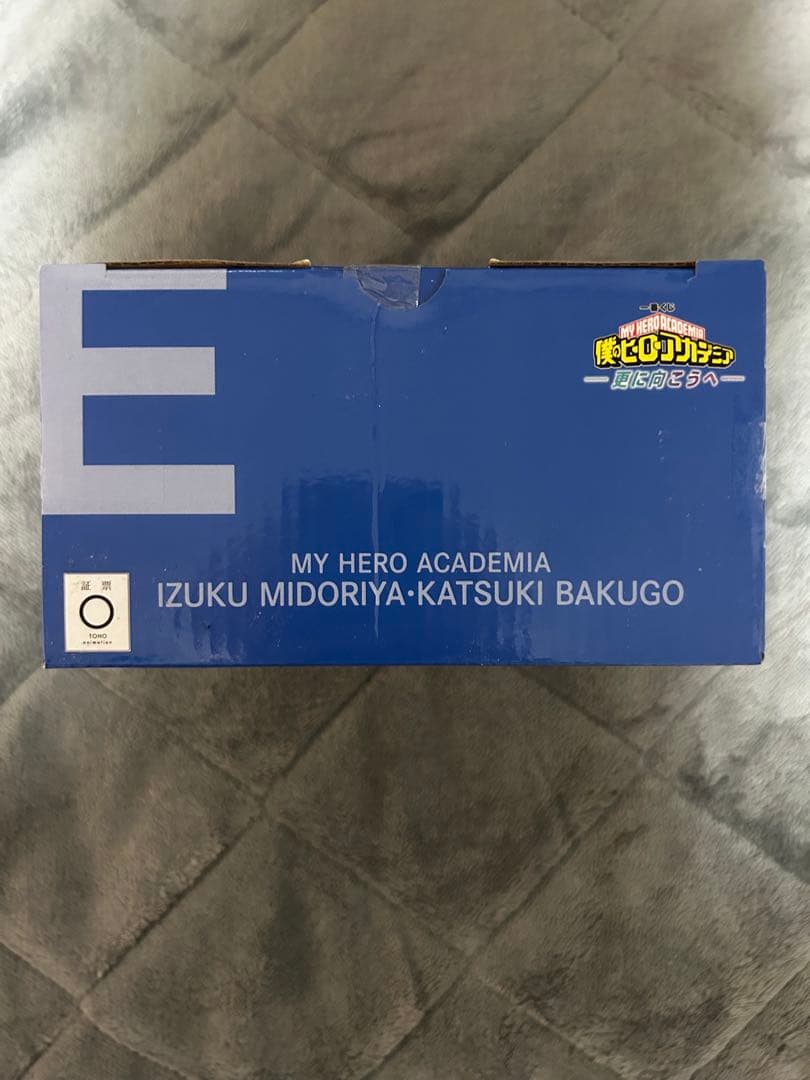 E
一番くじ
MY HERO ACADEMIA
僕のヒーローアカデミア
更に向こうへ
MY HERO ACADEMIA
IZUKU MIDORIYA・KATSUKI BAKUGO
証 票
TOHO
animation